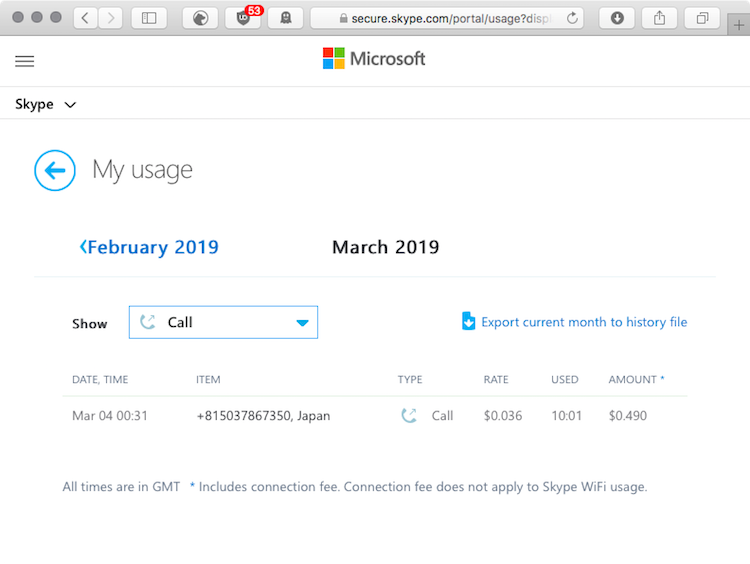 53
secure.skype.com/portal/usage?displ
Microsoft
Skype
My usage
February 2019 March 2019
Show Call Export current month to history file
DATE, TIME ITEM TYPE RATE USED AMOUNT *
Mar 04 00:31 +815037867350, Japan Call $0.036 10:01 $0.490
All times are in GMT * Includes connection fee. Connection fee does not apply to Skype WiFi usage.